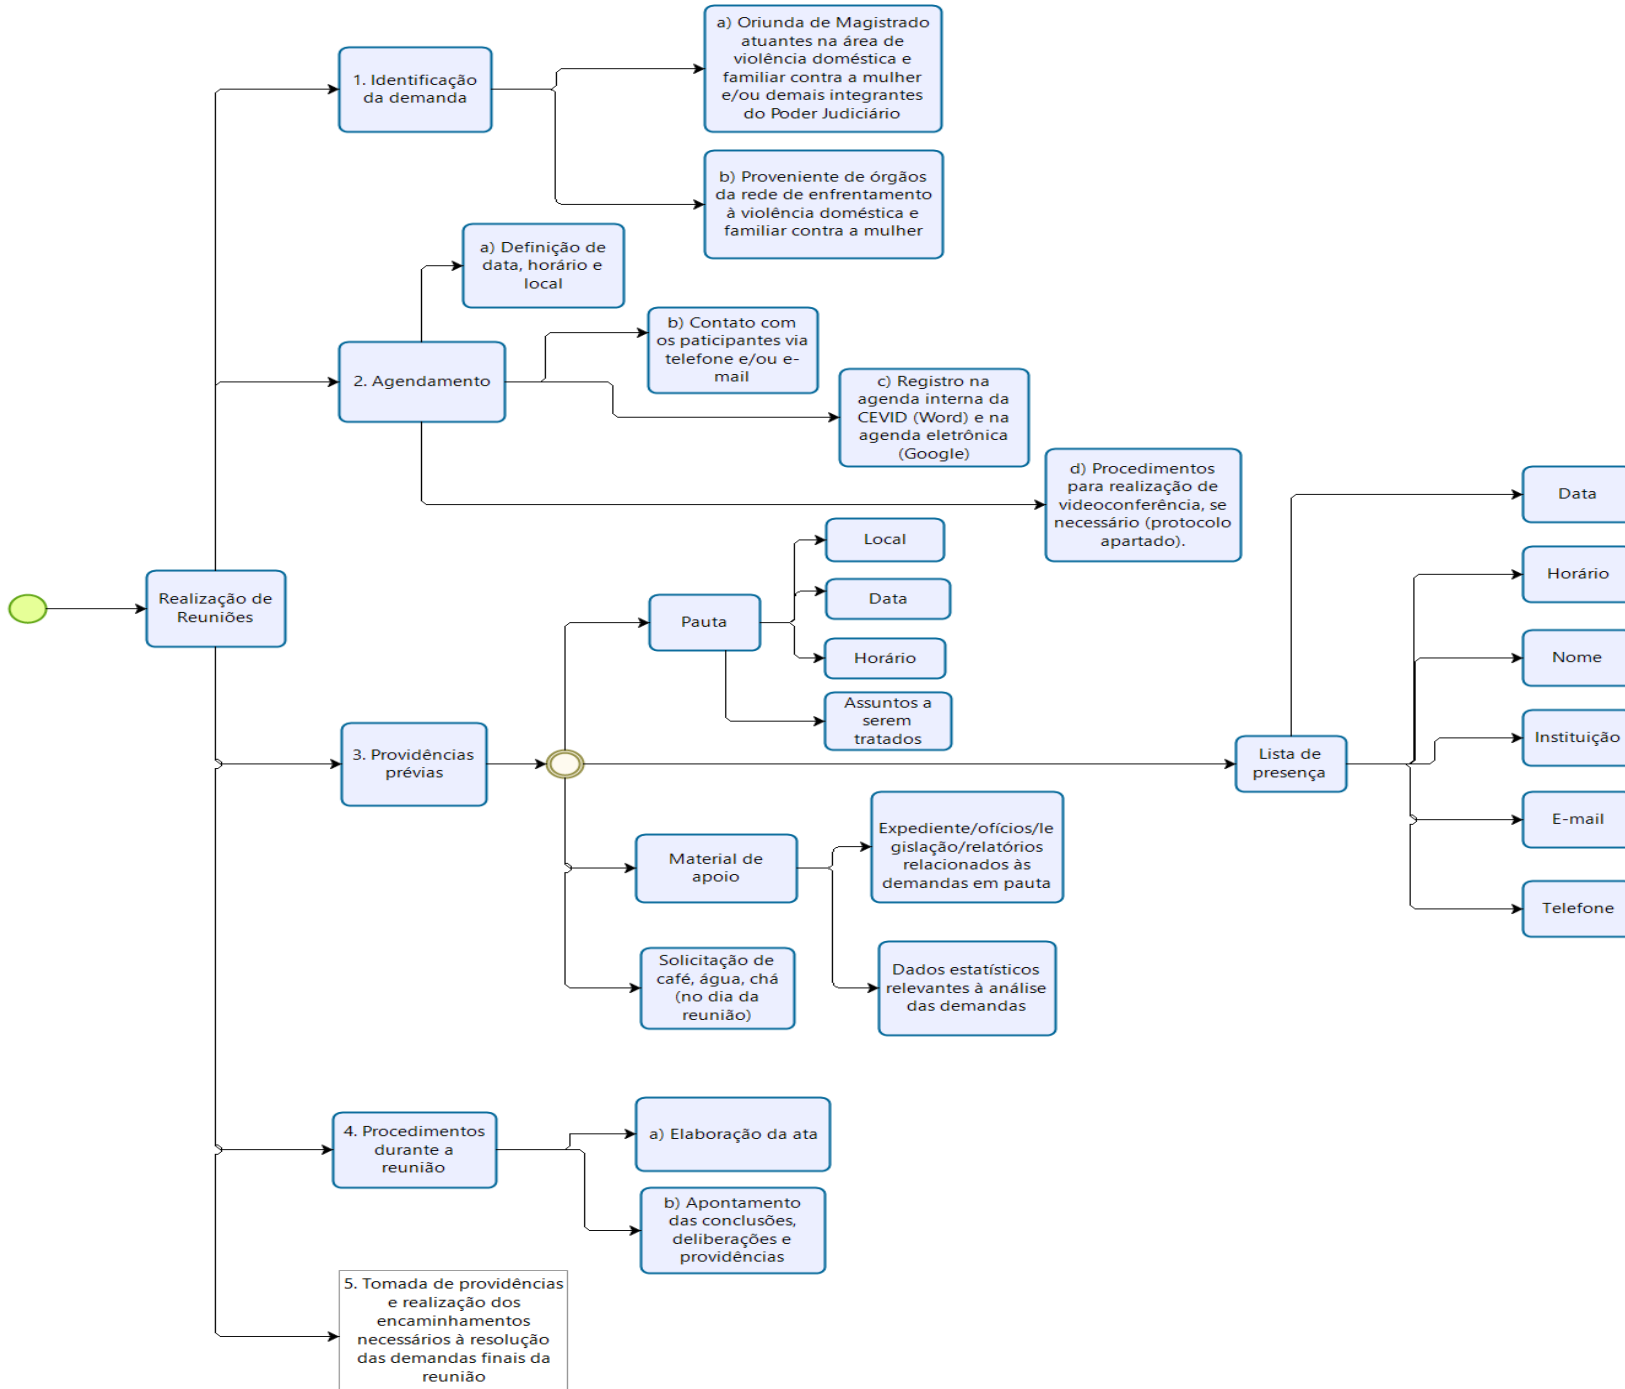 a) Oriunda de Magistrado
atuantes na área de
violência doméstica e
familiar contra a mulher
e/ou demais integrantes
do Poder Judiciário
1. Identificação
da demanda
b) Proveniente de órgãos
da rede de enfrentamento
à violência doméstica e
familiar contra a mulher
a) Definição de
data, horário e
local
b) Contato com
os paticipantes via
telefone e/ou e-
mail
2. Agendamento
c) Registro na
agenda interna da
CEVID (Word) e na
agenda eletrônica
(Google)
d) Procedimentos
para realização de
videoconferência, se
necessário (protocolo
apartado).
Realização de
Reuniões
Pauta
Local
Data
Horário
Assuntos a
serem
tratados
3. Providências
prévias
Lista de
presença
Data
Horário
Nome
Instituição
E-mail
Telefone
Material de
apoio
Expediente/ofícios/le
gislação/relatórios
relacionados às
demandas em pauta
Dados estatísticos
relevantes à análise
das demandas
Solicitação de
café, água, chá
(no dia da
reunião)
4. Procedimentos
durante a
reunião
a) Elaboração da ata
b) Apontamento
das conclusões,
deliberações e
providências
5. Tomada de providências
e realização dos
encaminhamentos
necessários à resolução
das demandas finais da
reunião